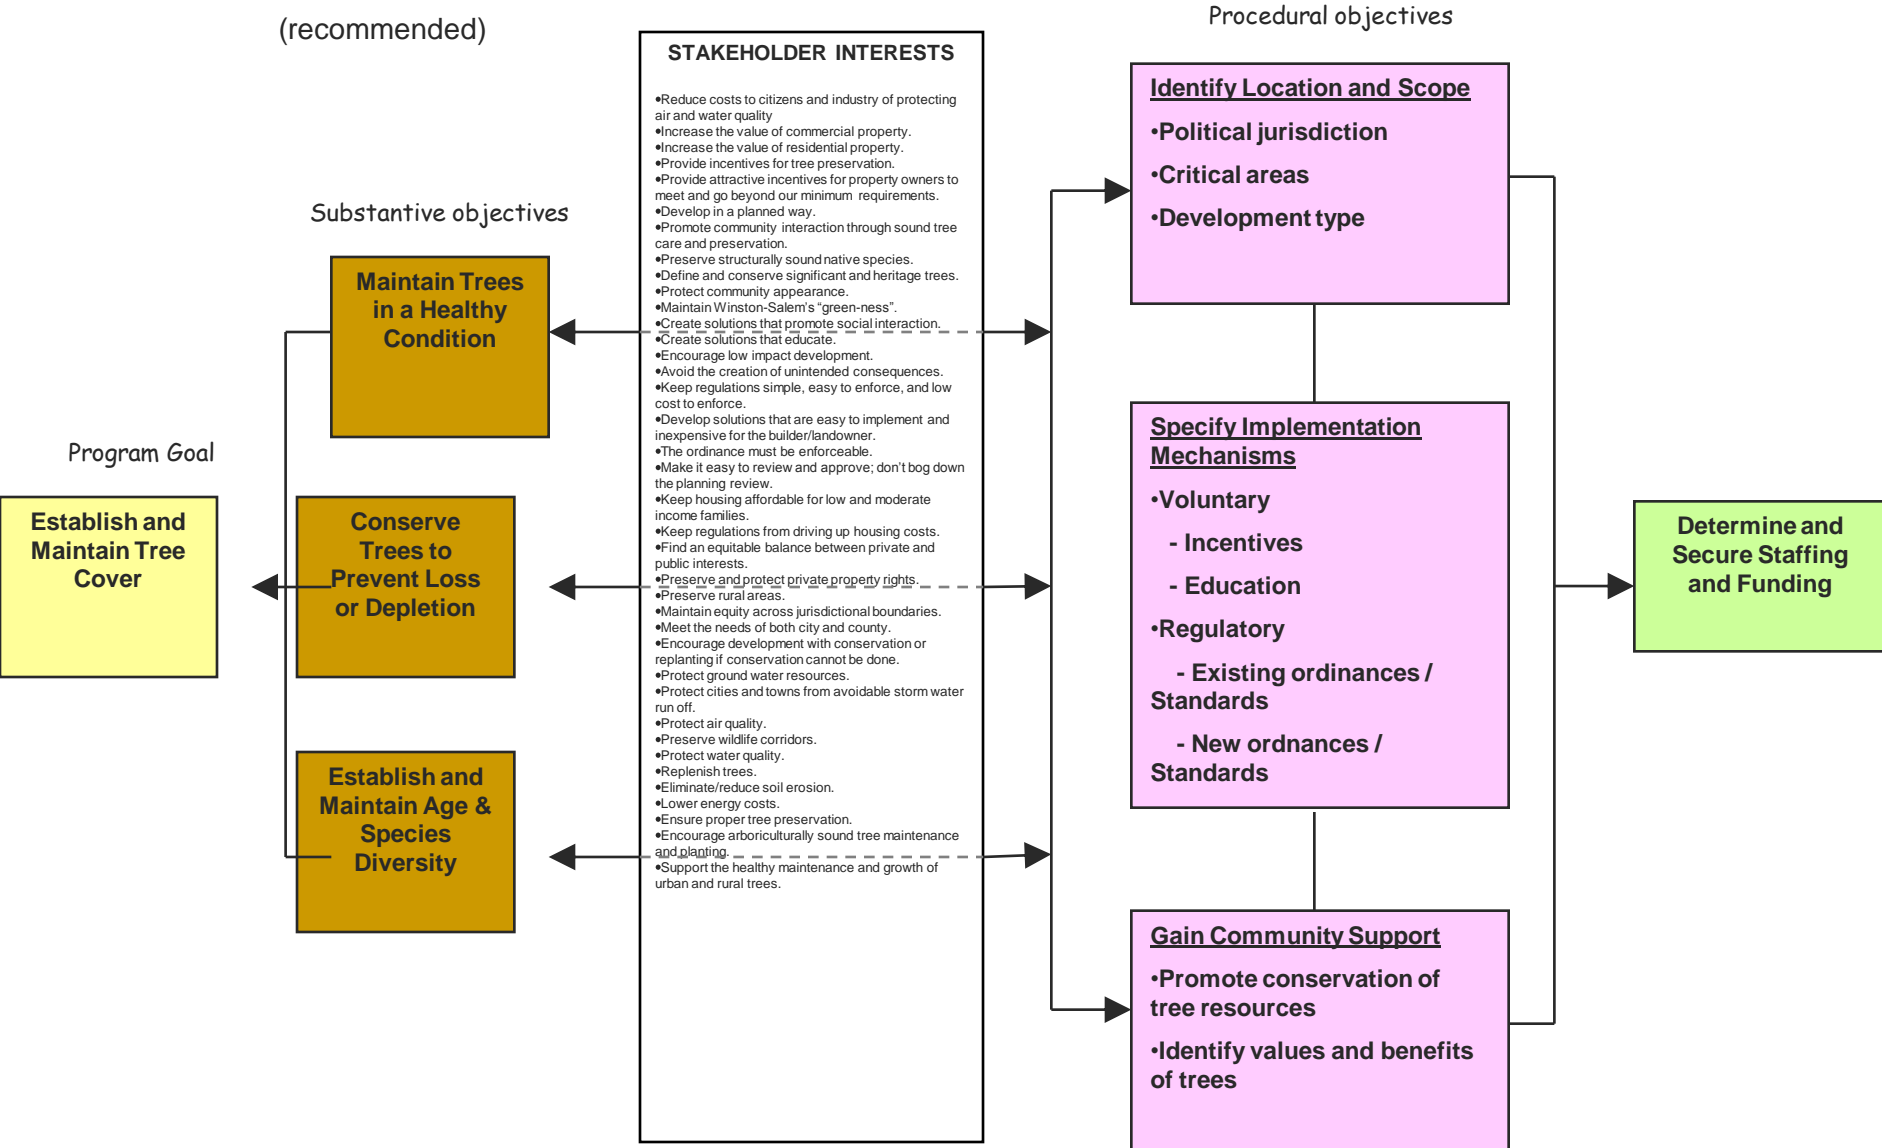 (recommended)
Program Goal
Establish and
Maintain Tree
Cover
Substantive objectives
Maintain Trees
in a Healthy
Condition
Conserve
Trees to
Prevent Loss
or Depletion
Establish and
Maintain Age &
Species
Diversity
STAKEHOLDER INTERESTS
•Reduce costs to citizens and industry of protecting
air and water quality
•Increase the value of commercial property.
•Increase the value of residential property.
•Provide incentives for tree preservation.
•Provide attractive incentives for property owners to
meet and go beyond our minimum requirements.
•Develop in a planned way.
•Promote community interaction through sound tree
care and preservation.
•Preserve structurally sound native species.
•Define and conserve significant and heritage trees.
•Protect community appearance.
•Maintain Winston-Salem's “green-ness”.
•Create solutions that promote social interaction.
•Create solutions that educate.
•Encourage low impact development.
•Avoid the creation of unintended consequences.
•Keep regulations simple, easy to enforce, and low
cost to enforce.
•Develop solutions that are easy to implement and
inexpensive for the builder/landowner.
•The ordinance must be enforceable.
•Make it easy to review and approve; don't bog down
the planning review.
•Keep housing affordable for low and moderate
income families.
•Keep regulations from driving up housing costs.
•Find an equitable balance between private and
public interests.
•Preserve and protect private property rights.
•Preserve rural areas.
•Maintain equity across jurisdictional boundaries.
•Meet the needs of both city and county.
•Encourage development with conservation or
replanting if conservation cannot be done.
•Protect ground water resources.
•Protect cities and towns from avoidable storm water
run off.
•Protect air quality.
•Preserve wildlife corridors.
•Protect water quality.
•Replenish trees.
•Eliminate/reduce soil erosion.
•Lower energy costs.
•Ensure proper tree preservation.
•Encourage arboriculturally sound tree maintenance
and planting.
•Support the healthy maintenance and growth of
urban and rural trees.
Procedural objectives
Identify Location and Scope
•Political jurisdiction
•Critical areas
•Development type
Specify Implementation
Mechanisms
•Voluntary
- Incentives
- Education
•Regulatory
- Existing ordinances /
Standards
- New ordnances /
Standards
Gain Community Support
•Promote conservation of
tree resources
•Identify values and benefits
of trees
Determine and
Secure Staffing
and Funding